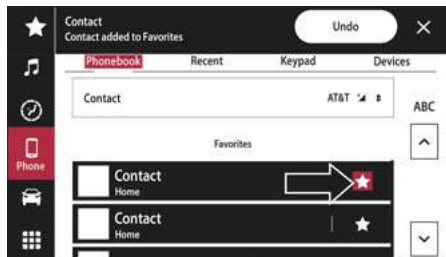 Contact
Contact added to Favorites
Undo
Phonebook Recent Keypad Devices
Contact AT&T
ABC
Favorites
Phone
Contact
Home
Contact
Home